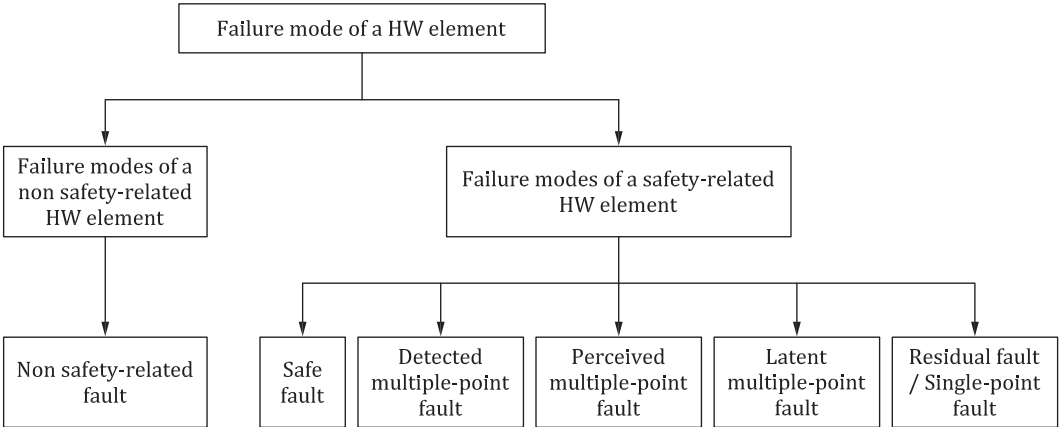 Failure mode of a HW element
Failure modes of a
non safety-related
HW element
Failure modes of a safety-related
HW element
Non safety-related
fault
Safe
fault
Detected
multiple-point
fault
Perceived
multiple-point
fault
Latent
multiple-point
fault
Residual fault
/ Single-point
fault